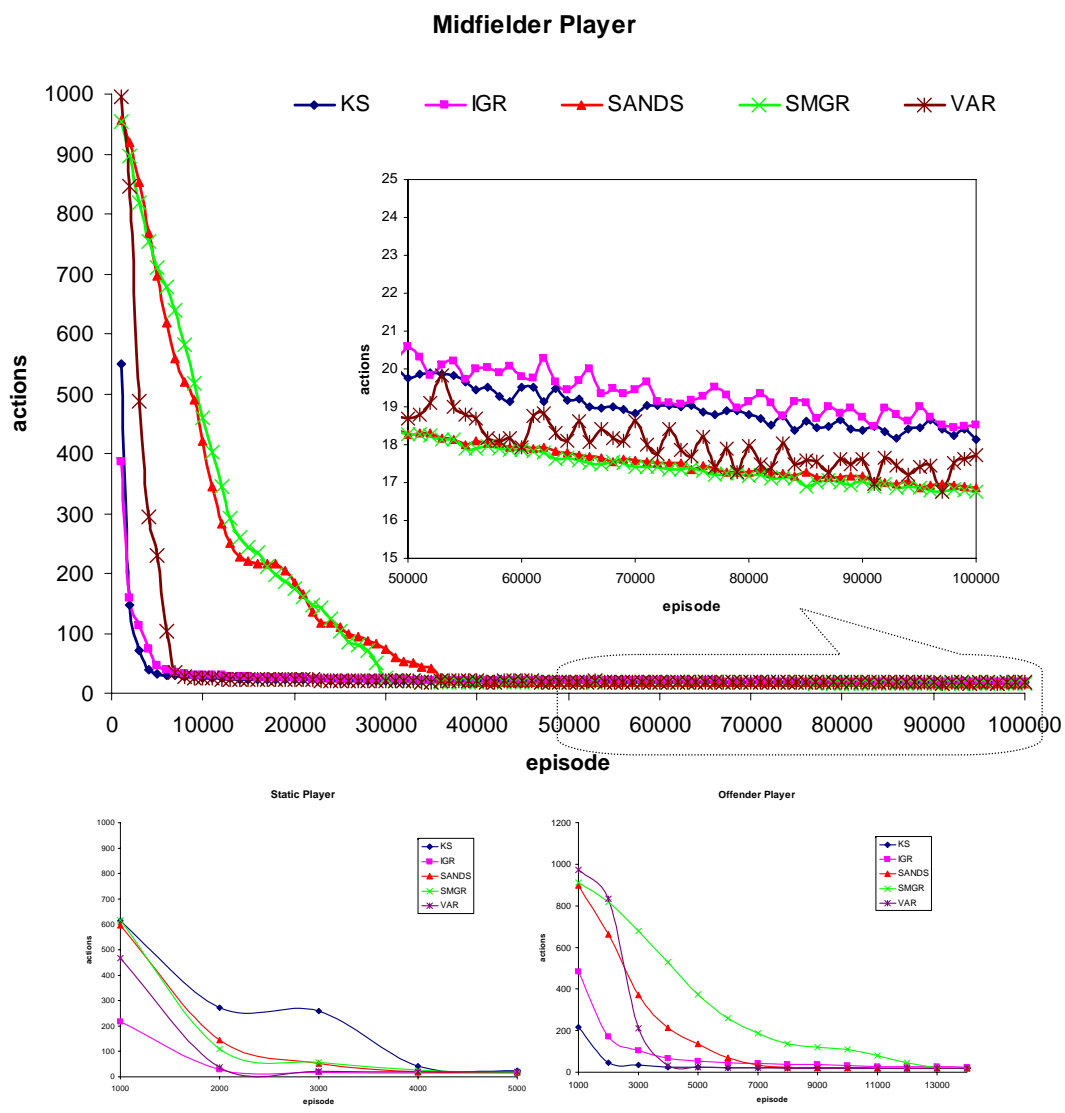 Midfielder Player
KS IGR SANDS SMGR VAR
1000
900
800
700
600
500
400
300
200
100
0
actions
0 10000 20000 30000 40000 50000 60000 70000 80000 90000 100000
episode
25
24
23
22
21
20
19
18
17
16
15
actions
50000 60000 70000 80000 90000 100000
episode
Static Player
1000
900
800
700
600
500
400
300
200
100
0
actions
1000 2000 3000 4000 5000
episode
KS
IGR
SANDS
SMGR
VAR
Offender Player
1200
1000
800
600
400
200
0
actions
1000 3000 5000 7000 9000 11000 13000
episode
KS
IGR
SANDS
SMGR
VAR